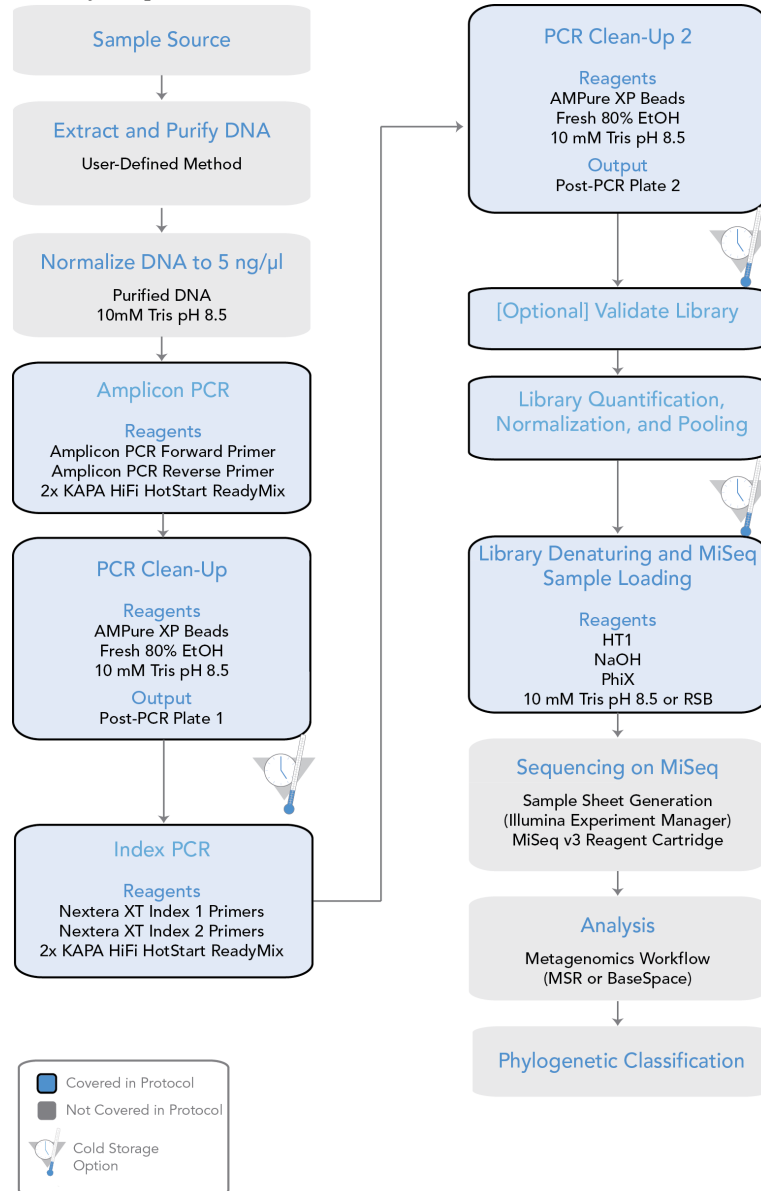 Sample Source
Extract and Purify DNA
User-Defined Method
Normalize DNA to 5 ng/µl
Purified DNA
10mM Tris pH 8.5
Amplicon PCR
Reagents
Amplicon PCR Forward Primer
Amplicon PCR Reverse Primer
2x KAPA HiFi HotStart ReadyMix
PCR Clean-Up
Reagents
AMPure XP Beads
Fresh 80% EtOH
10 mM Tris pH 8.5
Output
Post-PCR Plate 1
Index PCR
Reagents
Nextera XT Index 1 Primers
Nextera XT Index 2 Primers
2x KAPA HiFi HotStart ReadyMix
PCR Clean-Up 2
Reagents
AMPure XP Beads
Fresh 80% EtOH
10 mM Tris pH 8.5
Output
Post-PCR Plate 2
[Optional] Validate Library
Library Quantification,
Normalization, and Pooling
Library Denaturing and MiSeq
Sample Loading
Reagents
HT1
NaOH
PhiX
10 mM Tris pH 8.5 or RSB
Sequencing on MiSeq
Sample Sheet Generation
(Illumina Experiment Manager)
MiSeq v3 Reagent Cartridge
Analysis
Metagenomics Workflow
(MSR or BaseSpace)
Phylogenetic Classification
Covered in Protocol
Not Covered in Protocol
Cold Storage
Option